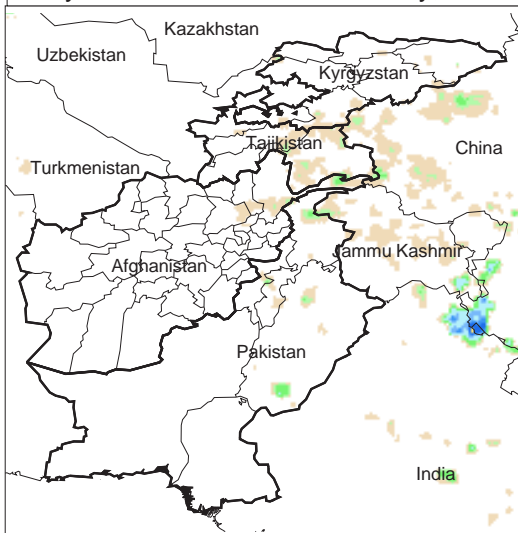 Kazakhstan
Uzbekistan
Kyrgyzstan
Tajikistan
China
Turkmenistan
Jammu Kashmir
Afghanistan
Pakistan
India